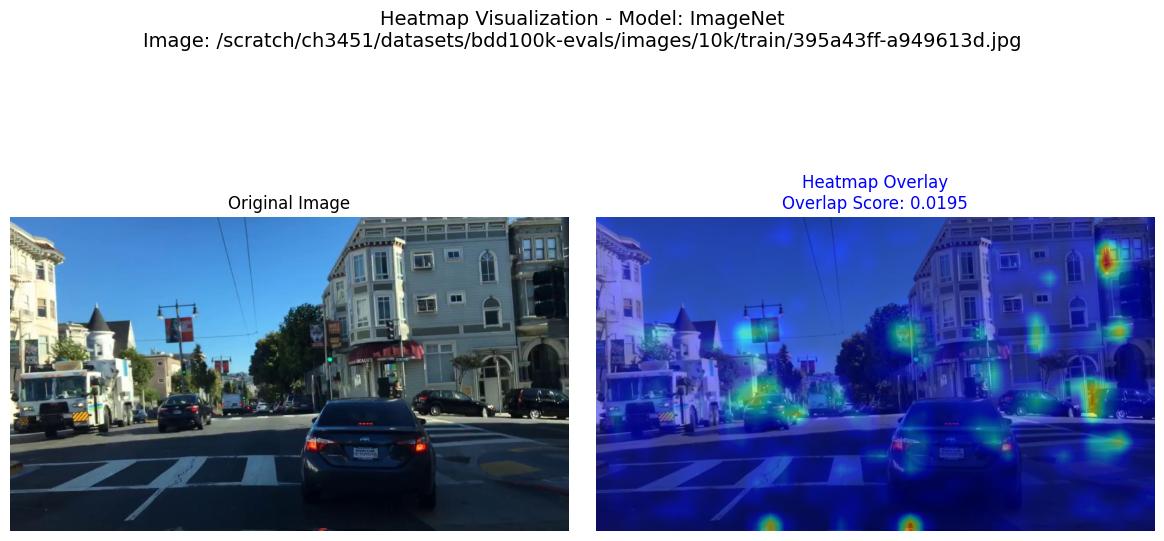 Heatmap Visualization - Model: ImageNet
Image: /scratch/ch3451/datasets/bdd100k-evals/images/10k/train/395a43ff-a949613d.jpg
Original Image
Heatmap Overlay
Overlap Score: 0.0195